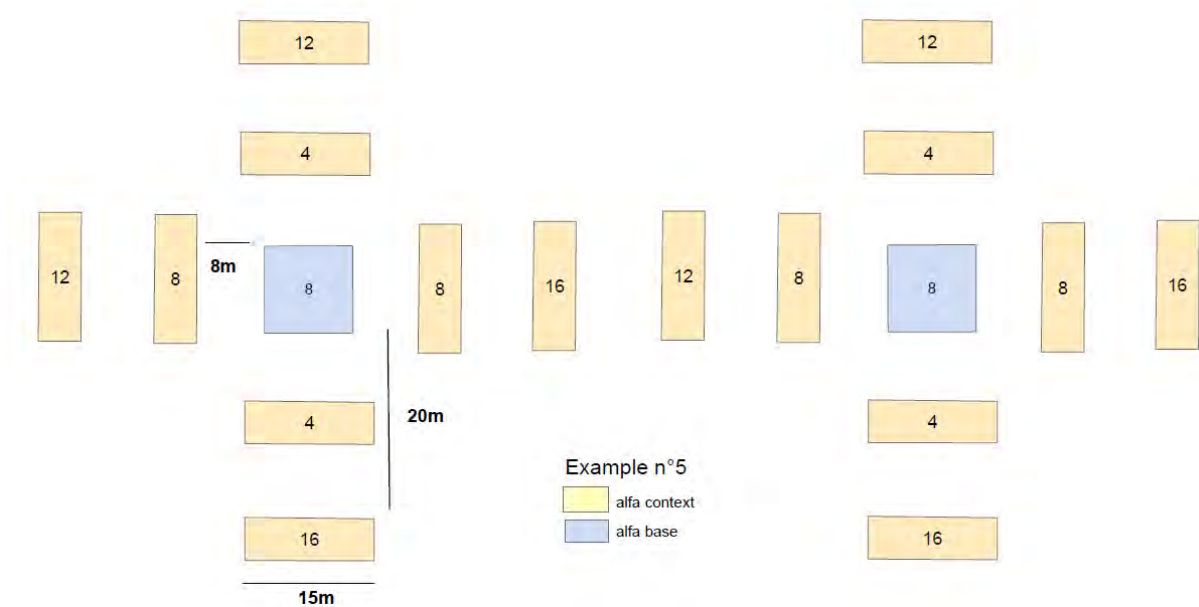 12 12
4 4
12 8 8 8 16 12 8 8 8 16
8m
4 20m 4
Example n°5
alfa context
alfa base
16 16
15m